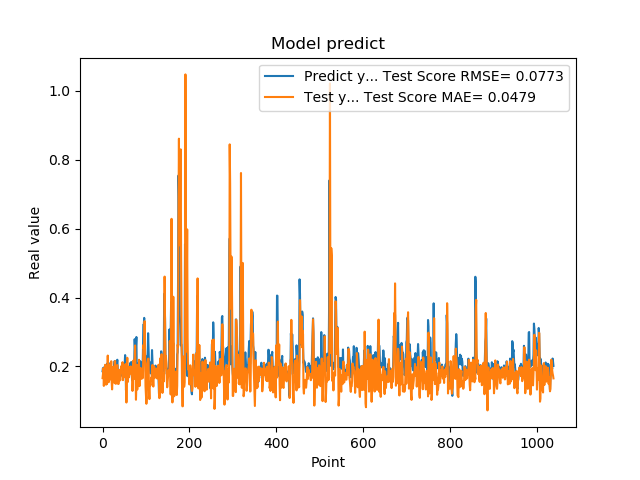 Model predict
Predict y... Test Score RMSE= 0.0773
Test y... Test Score MAE= 0.0479
1.0
0.8
0.6
0.4
0.2
Real value
0 200 400 600 800 1000
Point